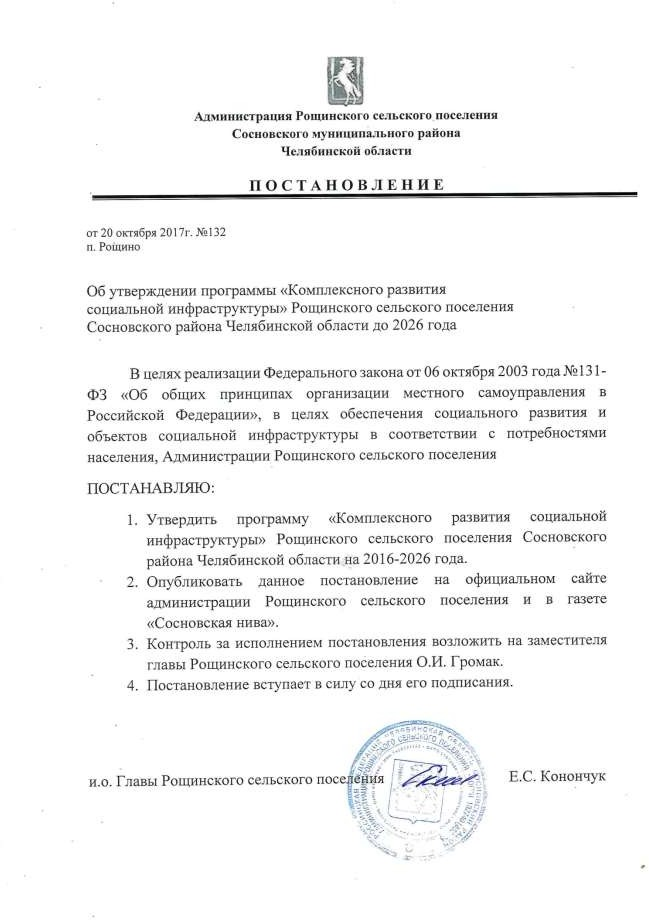 Администрация Рощинского сельского поселения
Сосновского муниципального района
Челябинской области
ПОСТАНОВЛЕНИЕ
от 20 октября 2017г. №132
п. Рощино
Об утверждении программы «Комплексного развития
социальной инфраструктуры» Рощинского сельского поселения
Сосновского района Челябинской области до 2026 года
В целях реализации Федерального закона от 06 октября 2003 года №131-
ФЗ «Об общих принципах организации местного самоуправления в
Российской Федерации», в целях обеспечения социального развития и
объектов социальной инфраструктуры в соответствии с потребностями
населения, Администрации Рощинского сельского поселения
ПОСТАНАВЛЯЮ:
1. Утвердить программу «Комплексного развития социальной
инфраструктуры» Рощинского сельского поселения Сосновского
района Челябинской области на 2016-2026 года.
2. Опубликовать данное постановление на официальном сайте
администрации Рощинского сельского поселения и в газете
«Сосновская нива».
3. Контроль за исполнением постановления возложить на заместителя
главы Рощинского сельского поселения О.И. Громак.
4. Постановление вступает в силу со дня его подписания.
и.о. Главы Рощинского сельского поселения
Е.С. Конончук